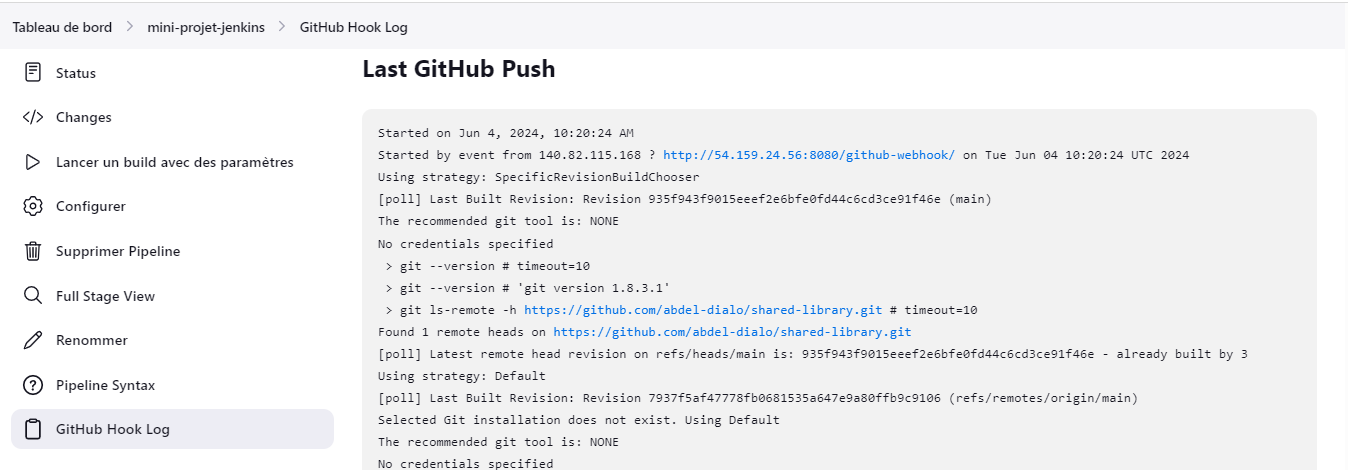 Tableau de bord > mini-projet-jenkins > GitHub Hook Log
Status
Changes
Lancer un build avec des paramètres
Configurer
Supprimer Pipeline
Full Stage View
Renommer
Pipeline Syntax
GitHub Hook Log
Last GitHub Push
Started on Jun 4, 2024, 10:20:24 AM
Started by event from 140.82.115.168 ? http://54.159.24.56:8080/github-webhook/ on Tue Jun 04 10:20:24 UTC 2024
Using strategy: SpecificRevisionBuildChooser
[poll] Last Built Revision: Revision 935f943f9015eeef2e6bfe0fd44c6cd3ce91f46e (main)
The recommended git tool is: NONE
No credentials specified
> git --version # timeout=10
> git --version # 'git version 1.8.3.1'
> git ls-remote -h https://github.com/abdel-dialo/shared-library.git # timeout=10
Found 1 remote heads on https://github.com/abdel-dialo/shared-library.git
[poll] Latest remote head revision on refs/heads/main is: 935f943f9015eeef2e6bfe0fd44c6cd3ce91f46e - already built by 3
Using strategy: Default
[poll] Last Built Revision: Revision 7937f5af47778fb0681535a647e9a80ffb9c9106 (refs/remotes/origin/main)
Selected Git installation does not exist. Using Default
The recommended git tool is: NONE
No credentials specified